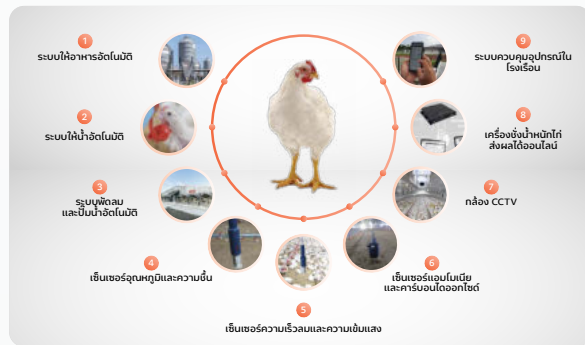 1
ระบบให้อาหารอัตโนมัติ
2
ระบบให้น้ำอัตโนมัติ
3
ระบบพัดลม
และปั๊มน้ำอัตโนมัติ
4
เซ็นเซอร์อุณหภูมิและความชื้น
5
เซ็นเซอร์ความเร็วลมและความเข้มแสง
6
เซ็นเซอร์แอมโมเนีย
และคาร์บอนไดออกไซด์
7
กล้อง CCTV
8
เครื่องชั่งน้ำหนักไก่
ส่งผลได้ออนไลน์
9
ระบบควบคุมอุปกรณ์ใน
โรงเรือน